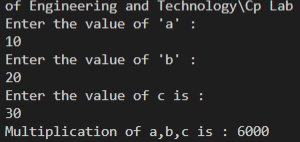 of Engineering and Technology\Cp Lab
Enter the value of 'a' :
10
Enter the value of 'b' :
20
Enter the value of c is :
30
Multiplication of a,b,c is : 6000